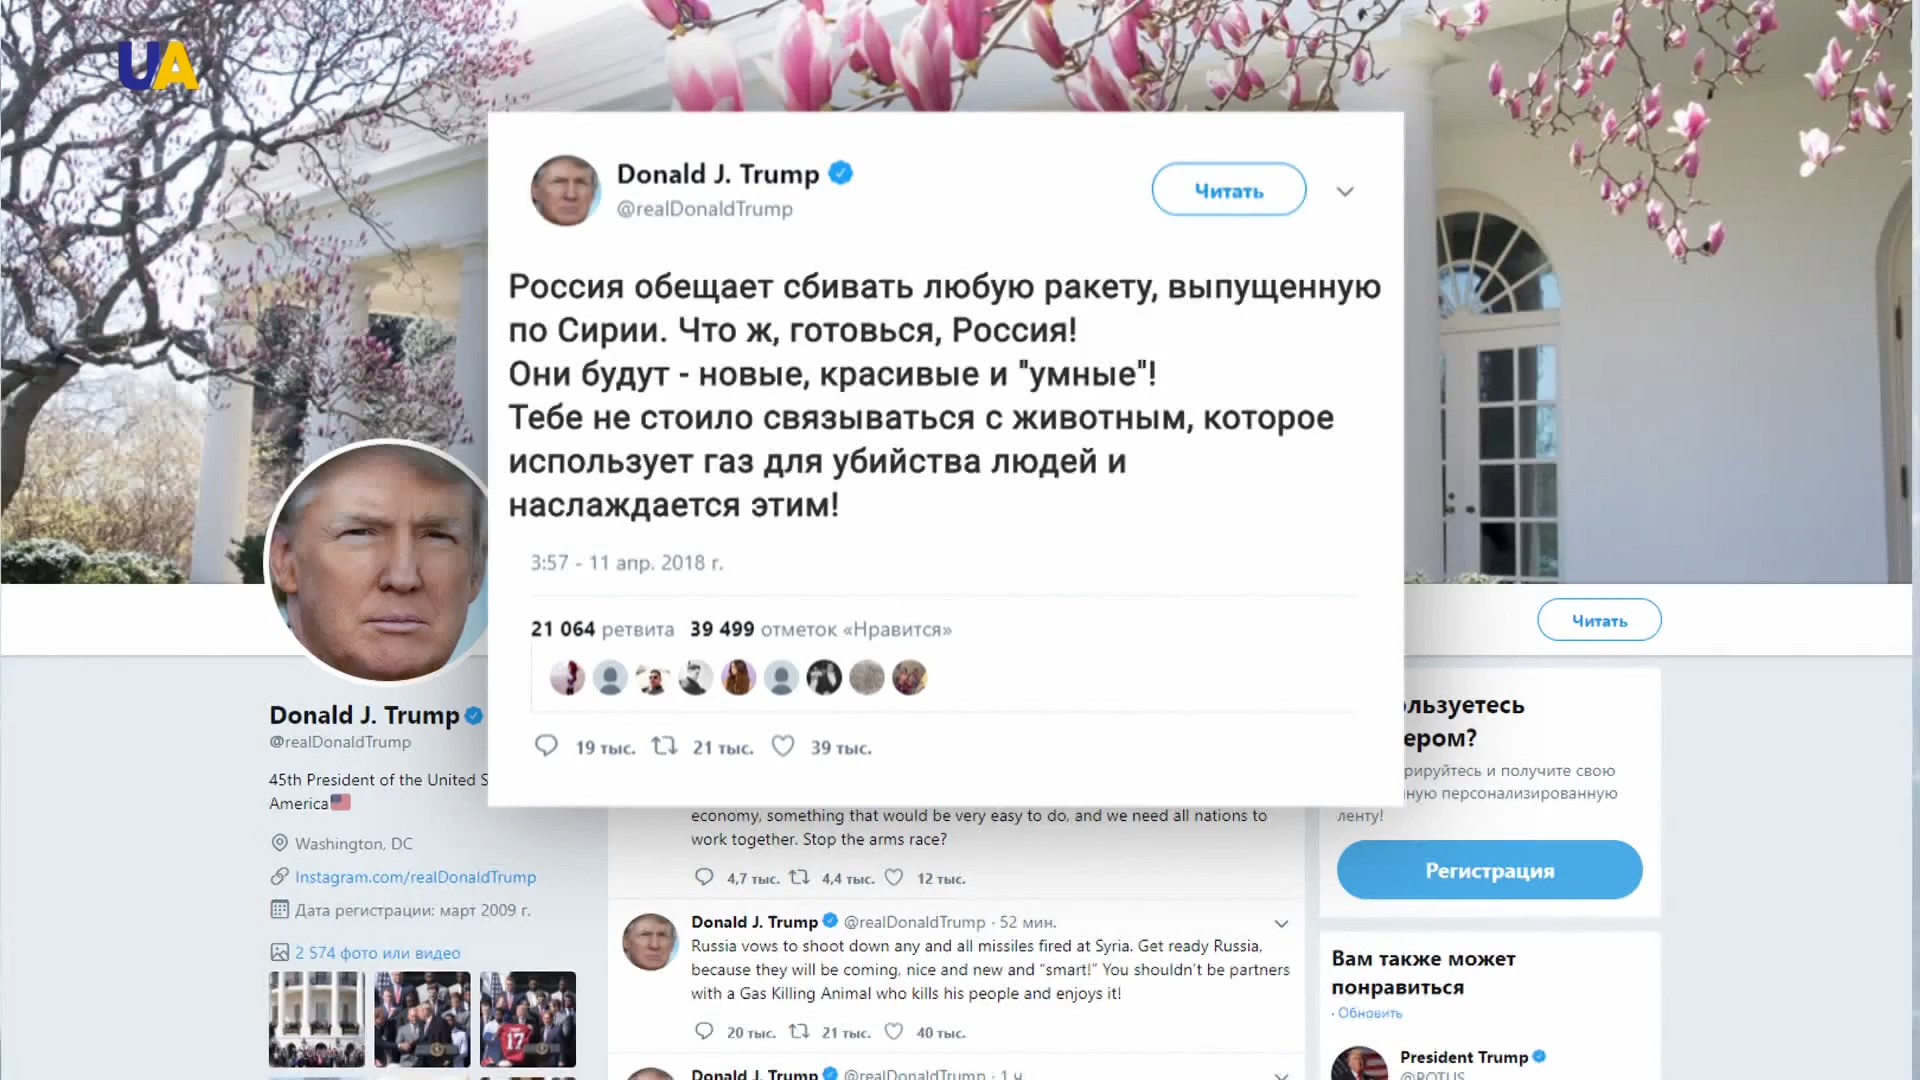 UA
Donald J. Trump
@realDonaldTrump
Читать
Россия обещает сбивать любую ракету, выпущенную
по Сирии. Что ж, готовься, Россия!
Они будут - новые, красивые и "умные"!
Тебе не стоило связываться с животным, которое
использует газ для убийства людей и
наслаждается этим!
3:57 - 11 апр. 2018 г.
21 064 ретвита 39 499 отметок «Нравится»
19 тыс. 21 тыс. 39 тыс.
Читать
Donald J. Trump
@realDonaldTrump
45th President of the United S
America
Washington, DC
Instagram.com/realDonaldTrump
Дата регистрации: март 2009 г.
2 574 фото или видео
17
economy, something that would be very easy to do, and we need all nations to
work together. Stop the arms race?
4,7 тыс. 4,4 тыс. 12 тыс.
Donald J. Trump @realDonaldTrump · 52 мин.
Russia vows to shoot down any and all missiles fired at Syria. Get ready Russia,
because they will be coming, nice and new and “smart!” You shouldn’t be partners
with a Gas Killing Animal who kills his people and enjoys it!
20 тыс. 21 тыс. 40 тыс.
Donald J. Trump @realDonaldTrump · 1 ч
льзуетесь
ером?
рируйтесь и получите свою
ную персонализированную
ленту!
Регистрация
Вам также может
понравиться
· Обновить
President Trump
@POTUS